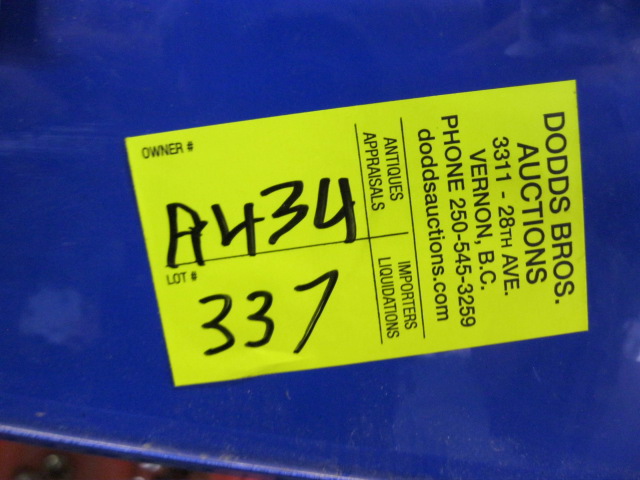 DODDS BROS.
AUCTIONS
3311 - 28TH AVE.
VERNON, B.C.
PHONE 250-545-3259
doddsauctions.com
ANTIQUES
APPRAISALS
IMPORTERS
LIQUIDATIONS
OWNER #
A434
LOT #
337